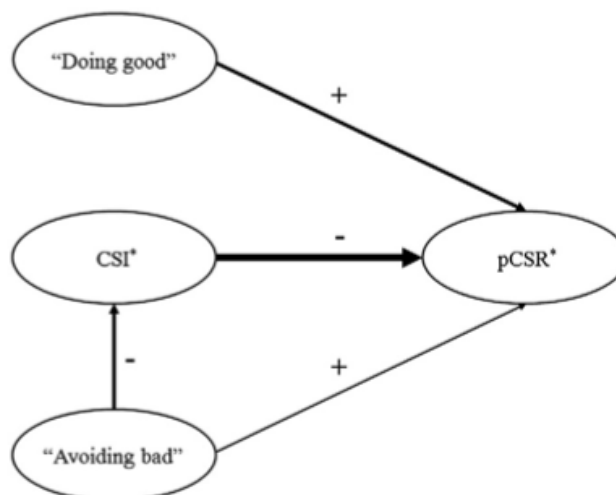 “Doing good”
+
CSI*
-
pCSR*
-
+
“Avoiding bad”